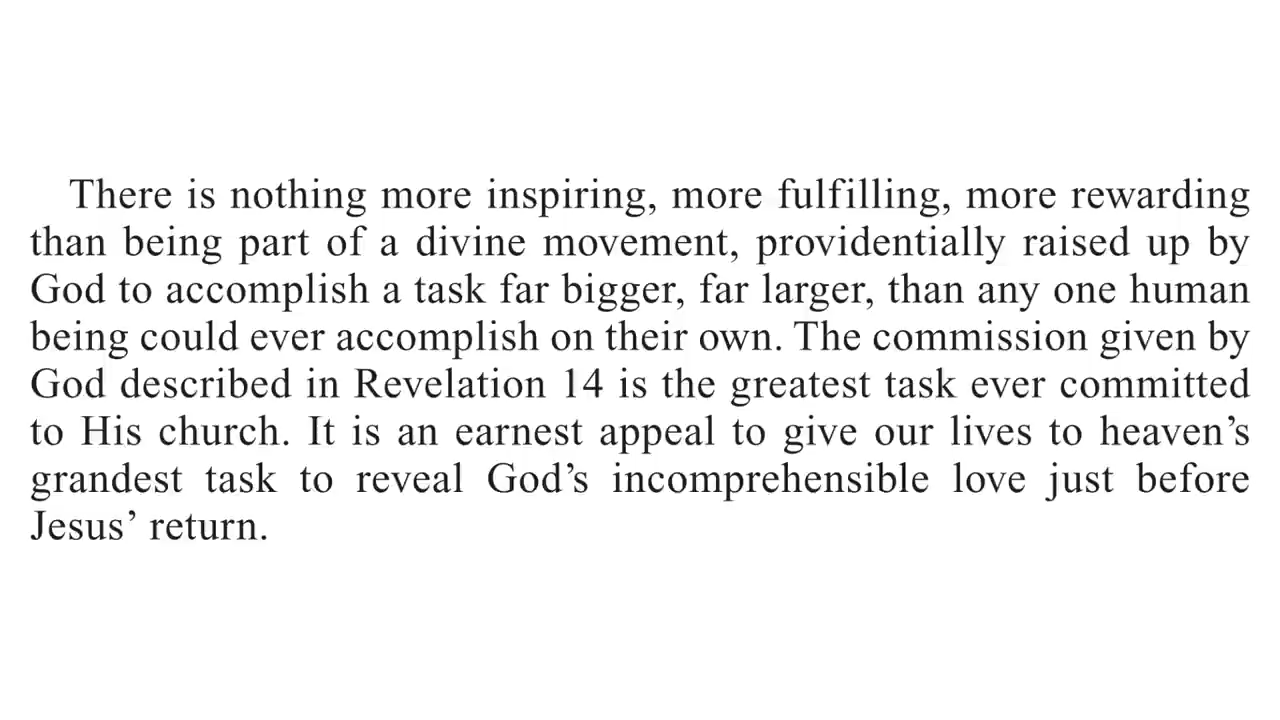 There is nothing more inspiring, more fulfilling, more rewarding
than being part of a divine movement, providentially raised up by
God to accomplish a task far bigger, far larger, than any one human
being could ever accomplish on their own. The commission given by
God described in Revelation 14 is the greatest task ever committed
to His church. It is an earnest appeal to give our lives to heaven’s
grandest task to reveal God’s incomprehensible love just before
Jesus’ return.